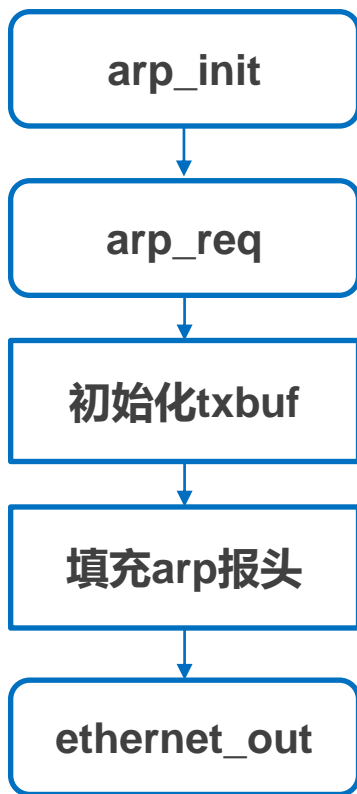 arp_init
arp_req
初始化txbuf
填充arp报头
ethernet_out